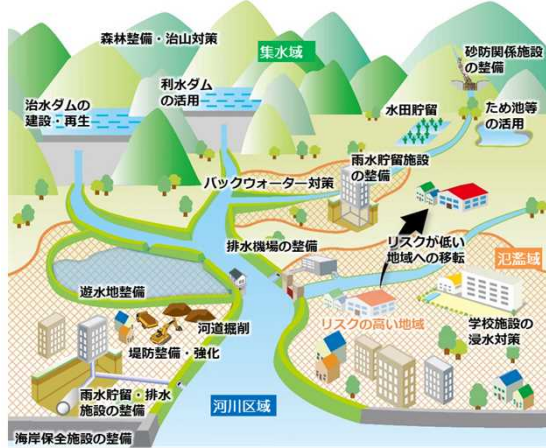 森林整備・治山対策
集水域
砂防関係施設
の整備
治水ダムの
建設・再生
利水ダム
の活用
水田貯留
ため池等
の活用
雨水貯留施設
の整備
バックウォーター対策
排水機場の整備
リスクが低い
地域への移転
氾濫域
遊水地整備
河道掘削
リスクの高い地域
学校施設の
浸水対策
堤防整備・強化
雨水貯留・排水
施設の整備
河川区域
海岸保全施設の整備